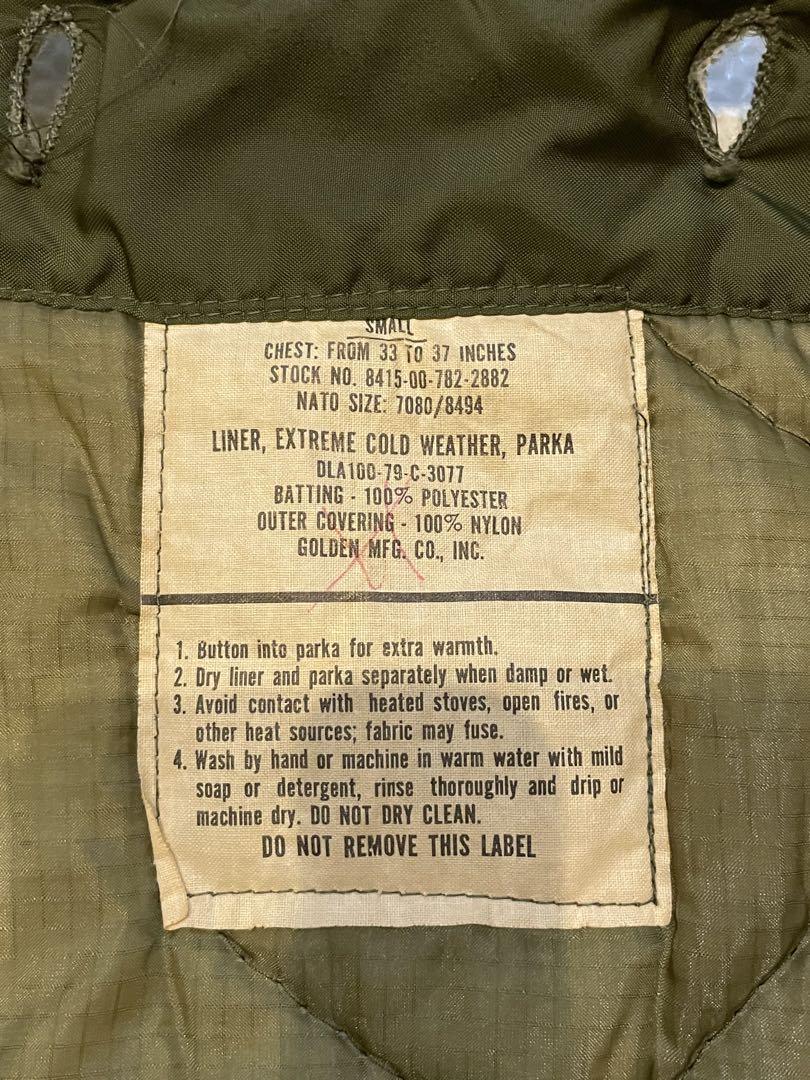 SMALL
CHEST: FROM 33 TO 37 INCHES
STOCK NO. 8415-00-782-2882
NATO SIZE: 7080/8494
LINER, EXTREME COLD WEATHER, PARKA
DLA100-79-C-3077
BATTING - 100% POLYESTER
OUTER COVERING - 100% NYLON
GOLDEN MFG. CO., INC.
1. Button into parka for extra warmth.
2. Dry liner and parka separately when damp or wet.
3. Avoid contact with heated stoves, open fires, or
other heat sources; fabric may fuse.
4. Wash by hand or machine in warm water with mild
soap or detergent, rinse thoroughly and drip or
machine dry. DO NOT DRY CLEAN.
DO NOT REMOVE THIS LABEL